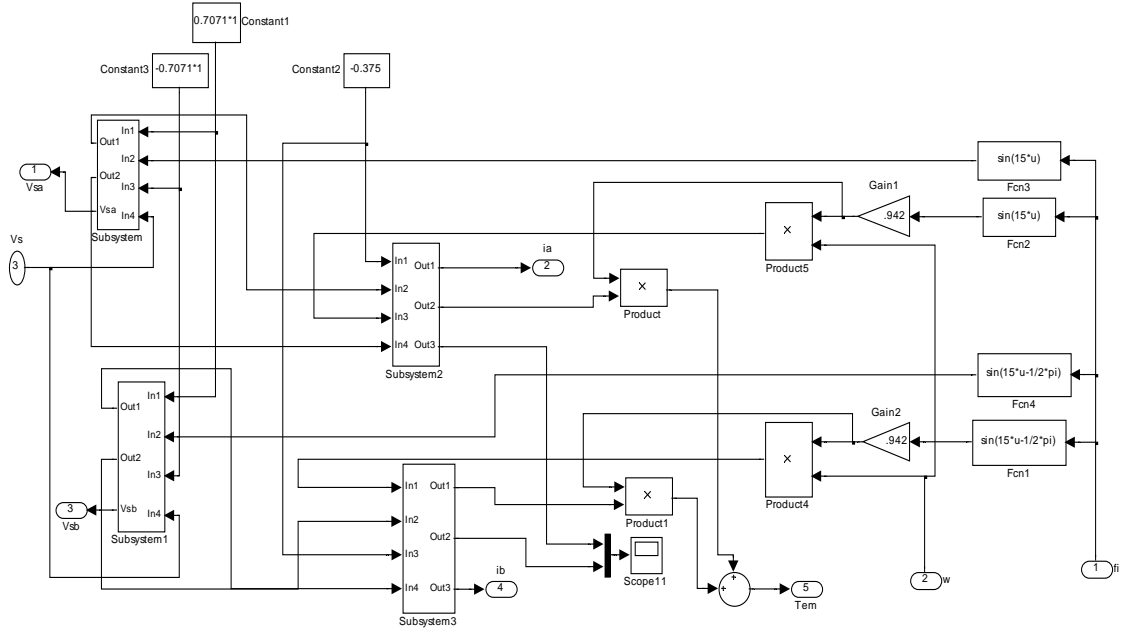 0.7071*1
Constant1
Constant3
-0.7071*1
Constant2
-0.375
In1
Out1
In2
Out2
In3
Vsa
In4
Subsystem
1
Vsa
Vs
3
sin(15*u)
Fcn3
Gain1
.942
sin(15*u)
Fcn2
×
Product5
In1
Out1
In2
Out2
In3
In4
Out3
Subsystem2
ia
2
×
Product
sin(15*u-1/2*pi)
Fcn4
In1
Out1
In2
Out2
In3
Vsb
In4
Subsystem1
3
Vsb
Gain2
.942
sin(15*u-1/2*pi)
Fcn1
×
Product4
In1
Out1
In2
Out2
In3
In4
Out3
Subsystem3
×
Product1
Scope11
ib
4
+
+
5
Tem
2
w
1
fi